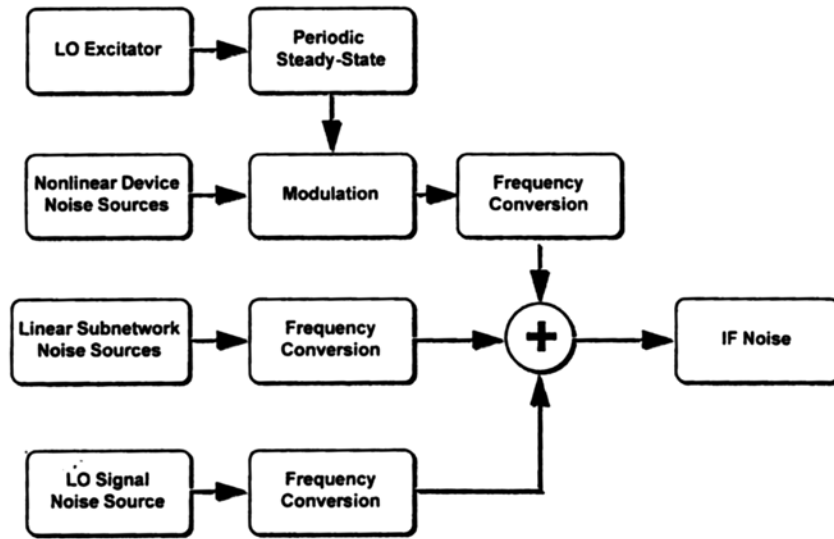 LO Excitator
Periodic
Steady-State
Nonlinear Device
Noise Sources
Modulation
Frequency
Conversion
Linear Subnetwork
Noise Sources
Frequency
Conversion
+
IF Noise
LO Signal
Noise Source
Frequency
Conversion